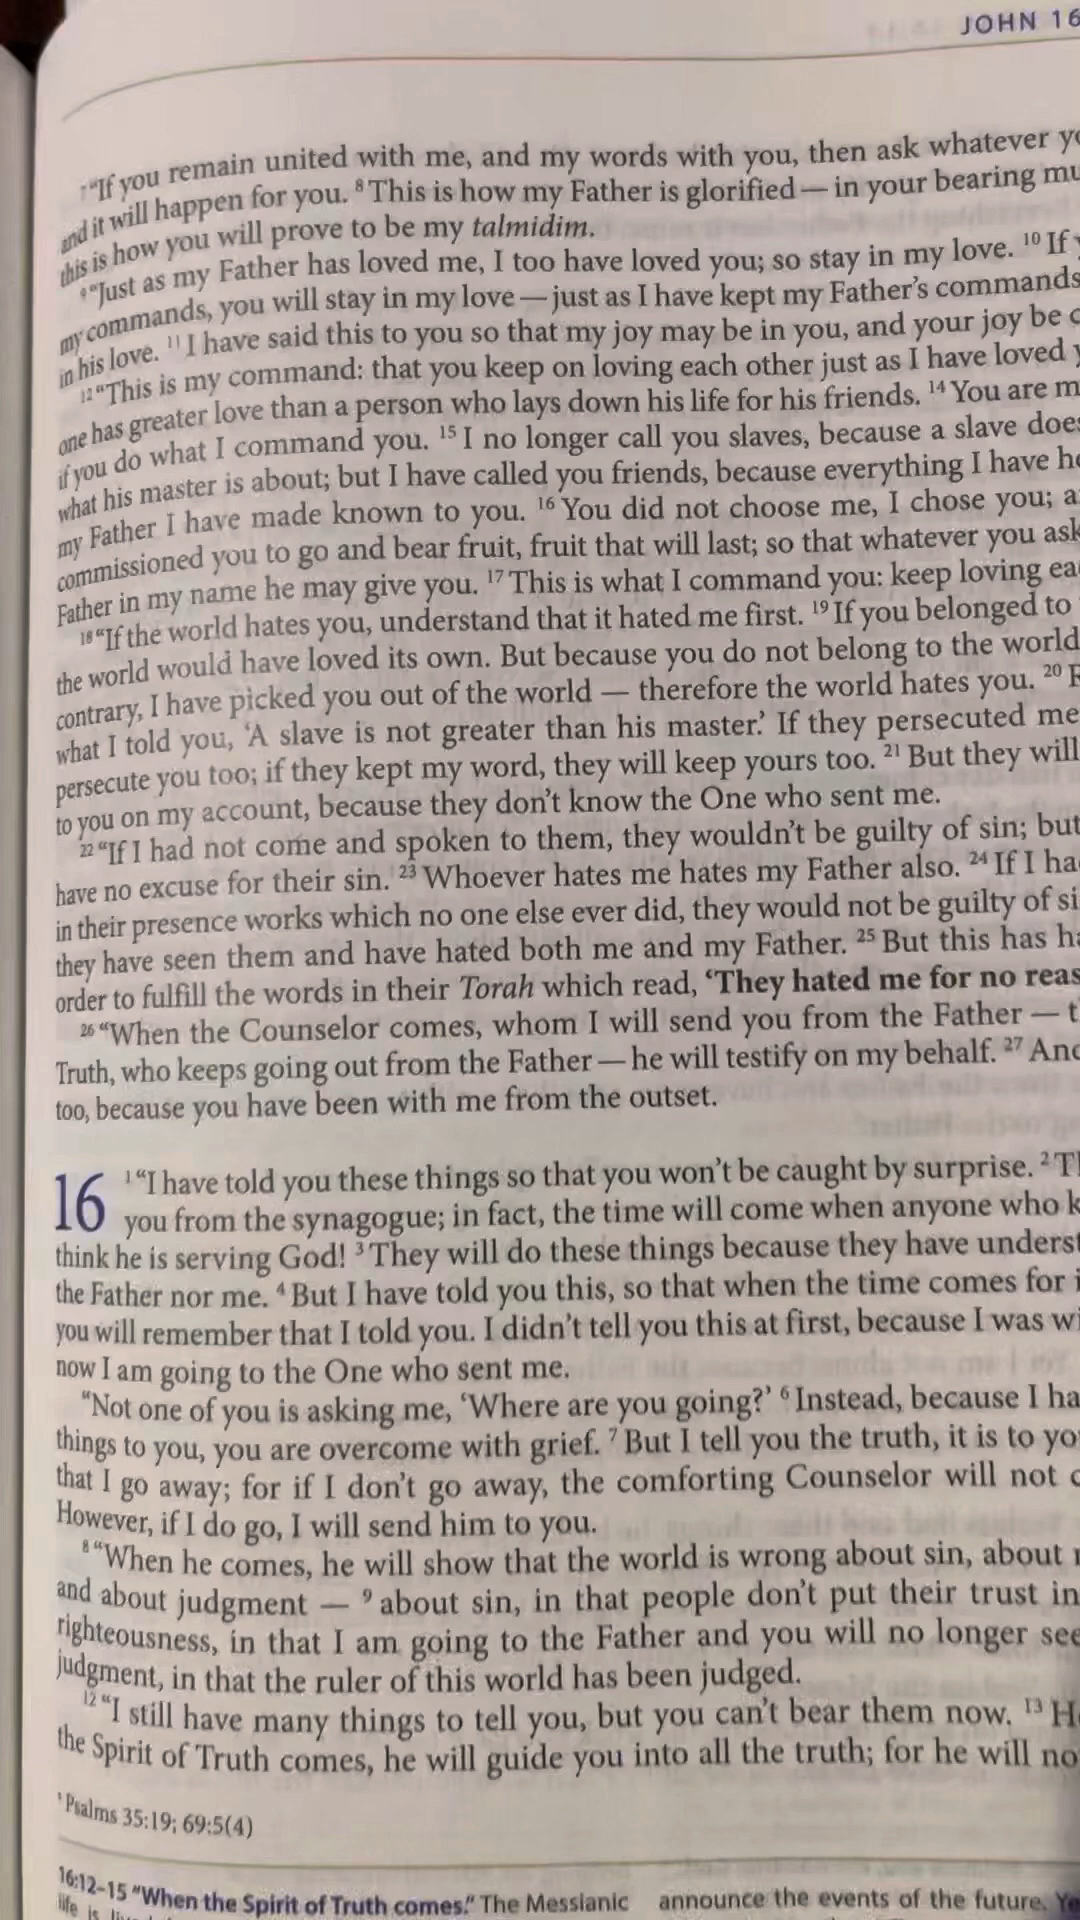 JOHN 16
⁷ “If you remain united with me, and my words with you, then ask whatever
and it will happen for you. ⁸ This is how my Father is glorified — in your bearing
this is how you will prove to be my talmidim.
⁹ “Just as my Father has loved me, I too have loved you; so stay in my love. ¹⁰ If
my commands, you will stay in my love — just as I have kept my Father’s commands
in his love. ¹¹ I have said this to you so that my joy may be in you, and your joy be
¹² “This is my command: that you keep on loving each other just as I have loved
one has greater love than a person who lays down his life for his friends. ¹⁴ You are
if you do what I command you. ¹⁵ I no longer call you slaves, because a slave
what his master is about; but I have called you friends, because everything I have
my Father I have made known to you. ¹⁶ You did not choose me, I chose you;
commissioned you to go and bear fruit, fruit that will last; so that whatever you ask
Father in my name he may give you. ¹⁷ This is what I command you: keep loving
¹⁸ “If the world hates you, understand that it hated me first. ¹⁹ If you belonged to
the world would have loved its own. But because you do not belong to the world
contrary, I have picked you out of the world — therefore the world hates you. ²⁰
what I told you, ‘A slave is not greater than his master.’ If they persecuted me
persecute you too; if they kept my word, they will keep yours too. ²¹ But they will
to you on my account, because they don’t know the One who sent me.
²² “If I had not come and spoken to them, they wouldn’t be guilty of sin; but
have no excuse for their sin. ²³ Whoever hates me hates my Father also. ²⁴ If I
in their presence works which no one else ever did, they would not be guilty of
they have seen them and have hated both me and my Father. ²⁵ But this has
order to fulfill the words in their Torah which read, ‘They hated me for no
²⁶ “When the Counselor comes, whom I will send you from the Father —
Truth, who keeps going out from the Father — he will testify on my behalf. ²⁷
too, because you have been with me from the outset.
16 ¹ “I have told you these things so that you won’t be caught by surprise. ²
you from the synagogue; in fact, the time will come when anyone who
think he is serving God! ³ They will do these things because they have
the Father nor me. ⁴ But I have told you this, so that when the time comes for
you will remember that I told you. I didn’t tell you this at first, because I was
now I am going to the One who sent me.
“Not one of you is asking me, ‘Where are you going?’ ⁶ Instead, because I
things to you, you are overcome with grief. ⁷ But I tell you the truth, it is to
that I go away; for if I don’t go away, the comforting Counselor will not
However, if I do go, I will send him to you.
⁸ “When he comes, he will show that the world is wrong about sin, about
and about judgment — ⁹ about sin, in that people don’t put their trust in
righteousness, in that I am going to the Father and you will no longer see
judgment, in that the ruler of this world has been judged.
¹² “I still have many things to tell you, but you can’t bear them now. ¹³
the Spirit of Truth comes, he will guide you into all the truth; for he will
Psalms 35:19; 69:5(4)
16:12–15 “When the Spirit of Truth comes.” The Messianic
life is
announce the events of the future.